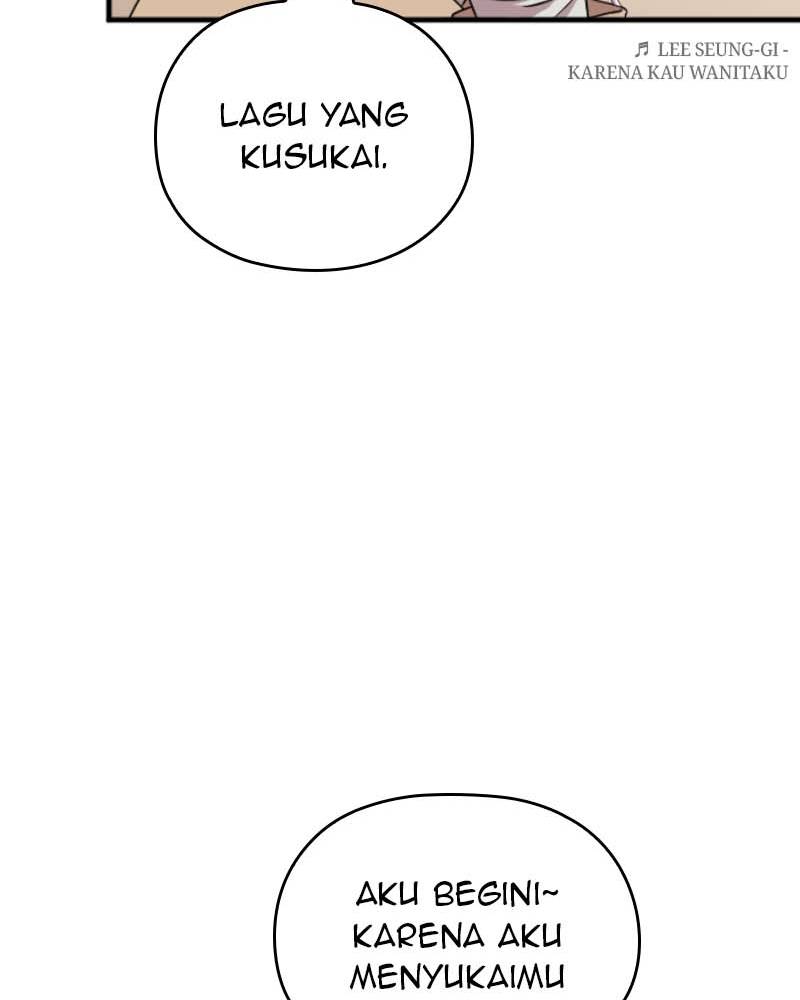 ♬ LEE SEUNG-GI -
KARENA KAU WANITAKU
LAGU YANG
KUSUKAI.
AKU BEGINI~
KARENA AKU
MENYUKAIMU